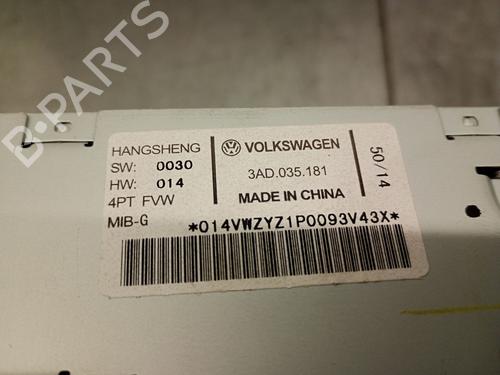 B-PARTS
HANGSHENG
SW: 0030
HW: 014
4PT FVW
MIB-G
VOLKSWAGEN
3AD.035.181
MADE IN CHINA
50/14
*014VWZYZ1P0093V43X*